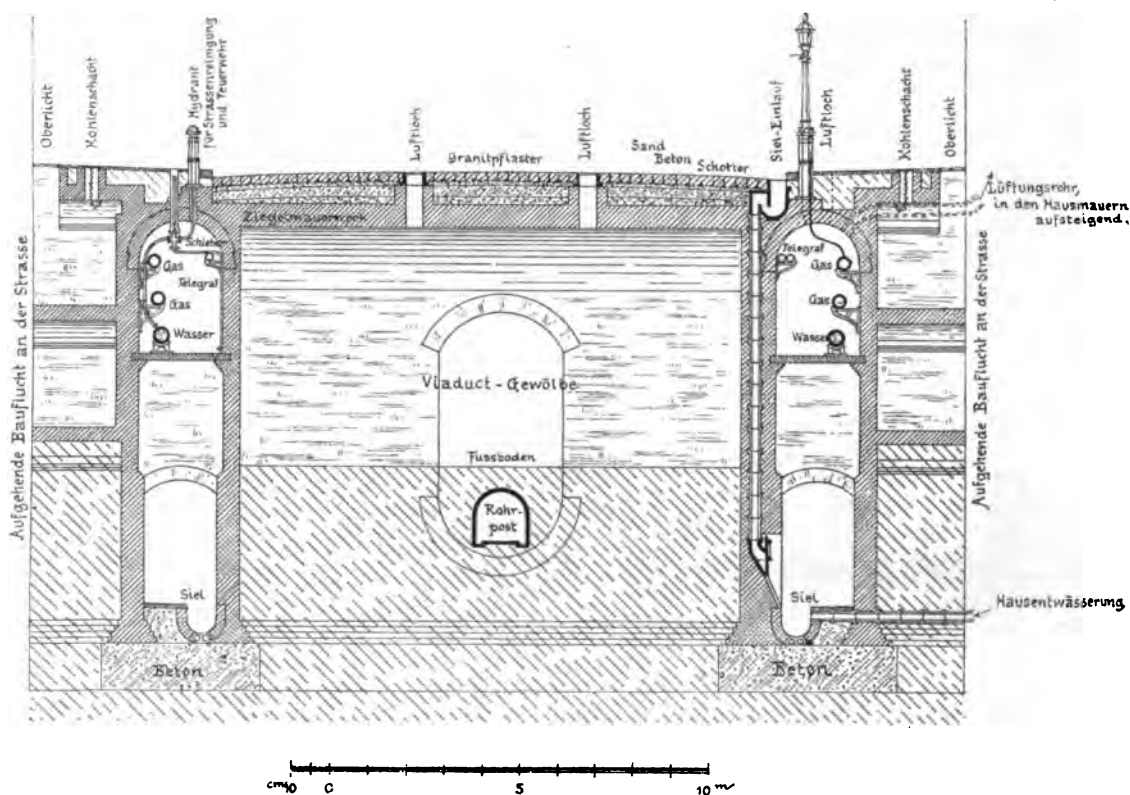 Oberlicht
Kohlenschacht
Hydrant
für Strassenreinigung
und Feuerwehr
Luftloch
Granitpflaster
Luftloch
Sand
Beton
Schotter
Siel-Einlauf
Luftloch
Kohlenschacht
Oberlicht
Lüftungsrohr,
in den Hausmauern
aufsteigend.
Ziegelmauerwerk
Schieber
Gas
Telegraf
Gas
Wasser
Telegraf
Gas
Gas
Wasser
Aufgehende Bauflucht an der Strasse
Viaduct-Gewölbe
Aufgehende Bauflucht an der Strasse
Fussboden
Rohr-
post
Siel
Siel
Hausentwässerung
Beton
Beton
cm 10 0 5 10 m